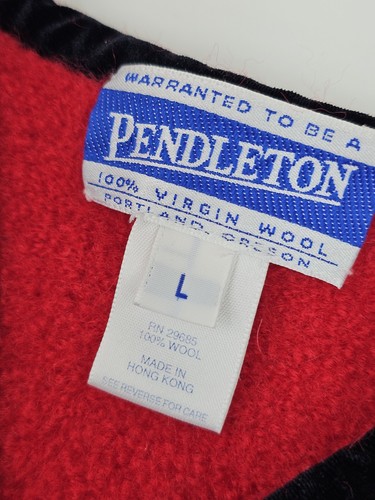 WARRANTED TO BE A
PENDLETON
100% VIRGIN WOOL
PORTLAND, OREGON
L
RN 29685
100% WOOL
MADE IN
HONG KONG
SEE REVERSE FOR CARE